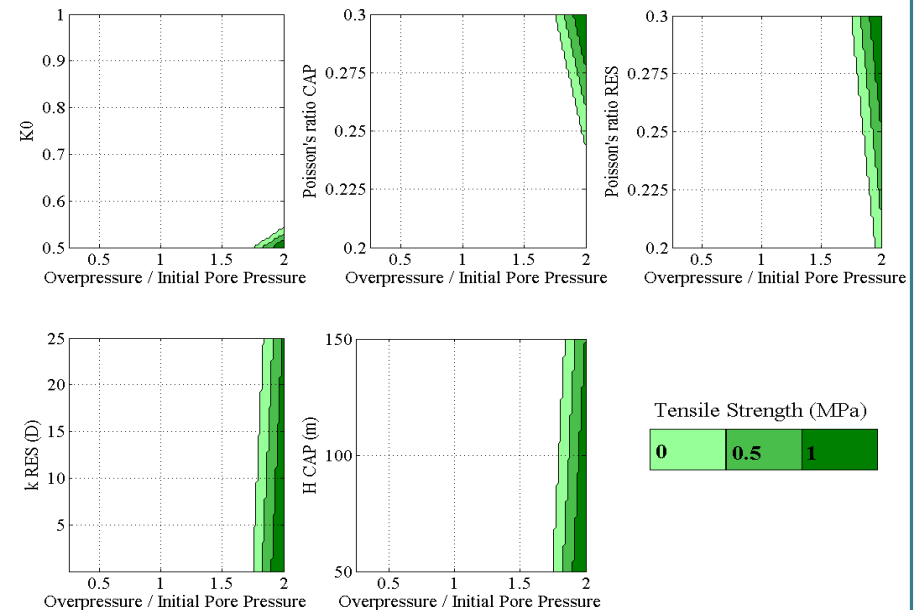 1
0.9
0.8
0.7
0.6
0.5
K0
0.5 1 1.5 2
Overpressure / Initial Pore Pressure
0.3
0.275
0.25
0.225
0.2
Poisson's ratio CAP
0.5 1 1.5 2
Overpressure / Initial Pore Pressure
0.3
0.275
0.25
0.225
0.2
Poisson's ratio RES
0.5 1 1.5 2
Overpressure / Initial Pore Pressure
25
20
15
10
5
k RES (D)
0.5 1 1.5 2
Overpressure / Initial Pore Pressure
150
100
50
H CAP (m)
0.5 1 1.5 2
Overpressure / Initial Pore Pressure
Tensile Strength (MPa)
0 0.5 1